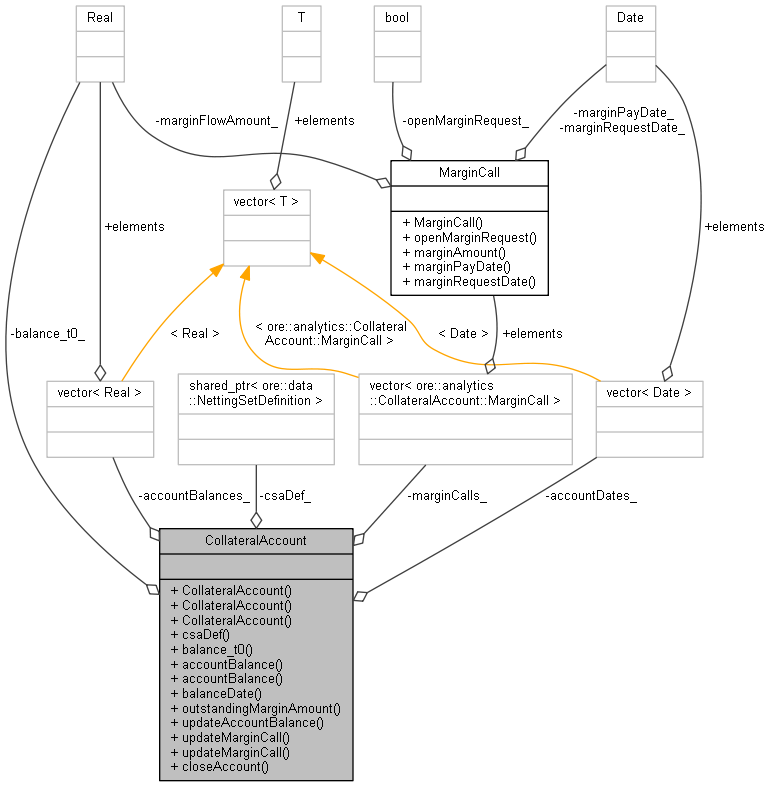 Real
T
bool
Date
-marginFlowAmount_
+elements
-openMarginRequest_
-marginPayDate_
-marginRequestDate_
MarginCall
+ MarginCall()
+ openMarginRequest()
+ marginAmount()
+ marginPayDate()
+ marginRequestDate()
vector< T >
+elements
+elements
-balance_t0_
< Real >
< ore::analytics::Collateral
Account::MarginCall >
< Date >
+elements
vector< Real >
shared_ptr< ore::data
::NettingSetDefinition >
vector< ore::analytics
::CollateralAccount::MarginCall >
vector< Date >
-accountBalances_
-csaDef_
-marginCalls_
-accountDates_
CollateralAccount
+ CollateralAccount()
+ CollateralAccount()
+ CollateralAccount()
+ csaDef()
+ balance_t0()
+ accountBalance()
+ accountBalance()
+ balanceDate()
+ outstandingMarginAmount()
+ updateAccountBalance()
+ updateMarginCall()
+ updateMarginCall()
+ closeAccount()